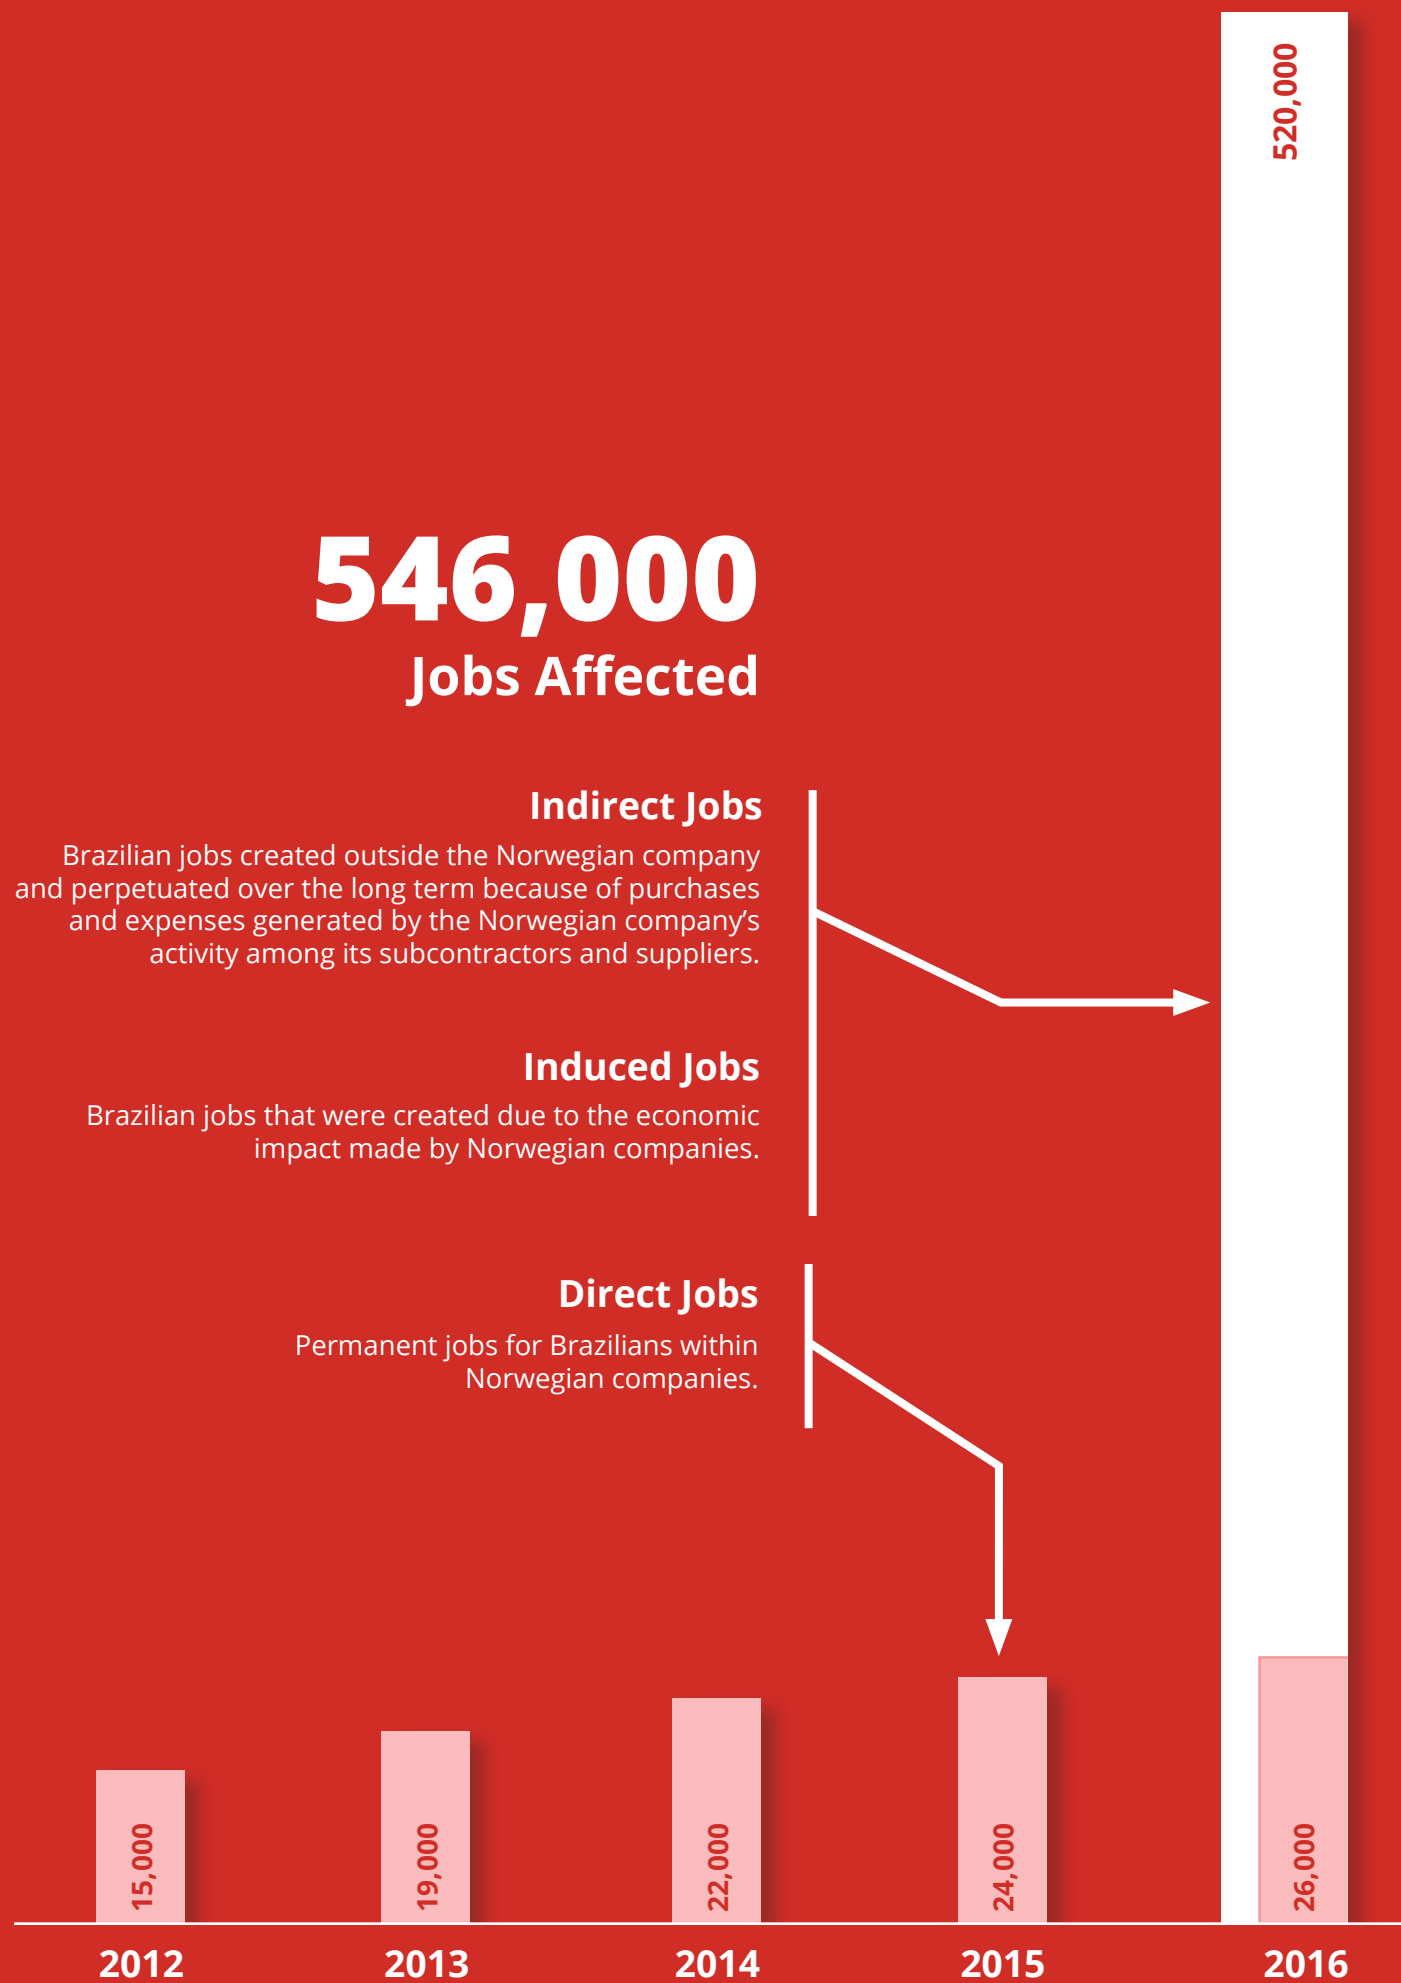 520,000
546,000
Jobs Affected
Indirect Jobs
Brazilian jobs created outside the Norwegian company
and perpetuated over the long term because of purchases
and expenses generated by the Norwegian company’s
activity among its subcontractors and suppliers.
Induced Jobs
Brazilian jobs that were created due to the economic
impact made by Norwegian companies.
Direct Jobs
Permanent jobs for Brazilians within
Norwegian companies.
15,000
19,000
22,000
24,000
26,000
2012
2013
2014
2015
2016